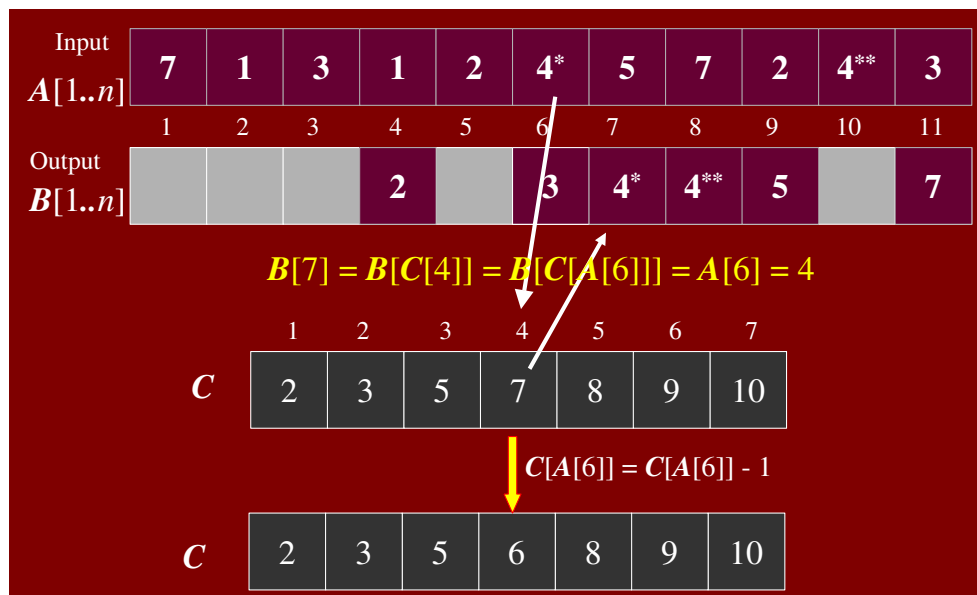 Input
A[1..n] 7 1 3 1 2 4* 5 7 2 4** 3
1 2 3 4 5 6 7 8 9 10 11
Output
B[1..n] 2 3 4* 4** 5 7
B[7] = B[C[4]] = B[C[A[6]]] = A[6] = 4
1 2 3 4 5 6 7
C 2 3 5 7 8 9 10
C[A[6]] = C[A[6]] - 1
C 2 3 5 6 8 9 10